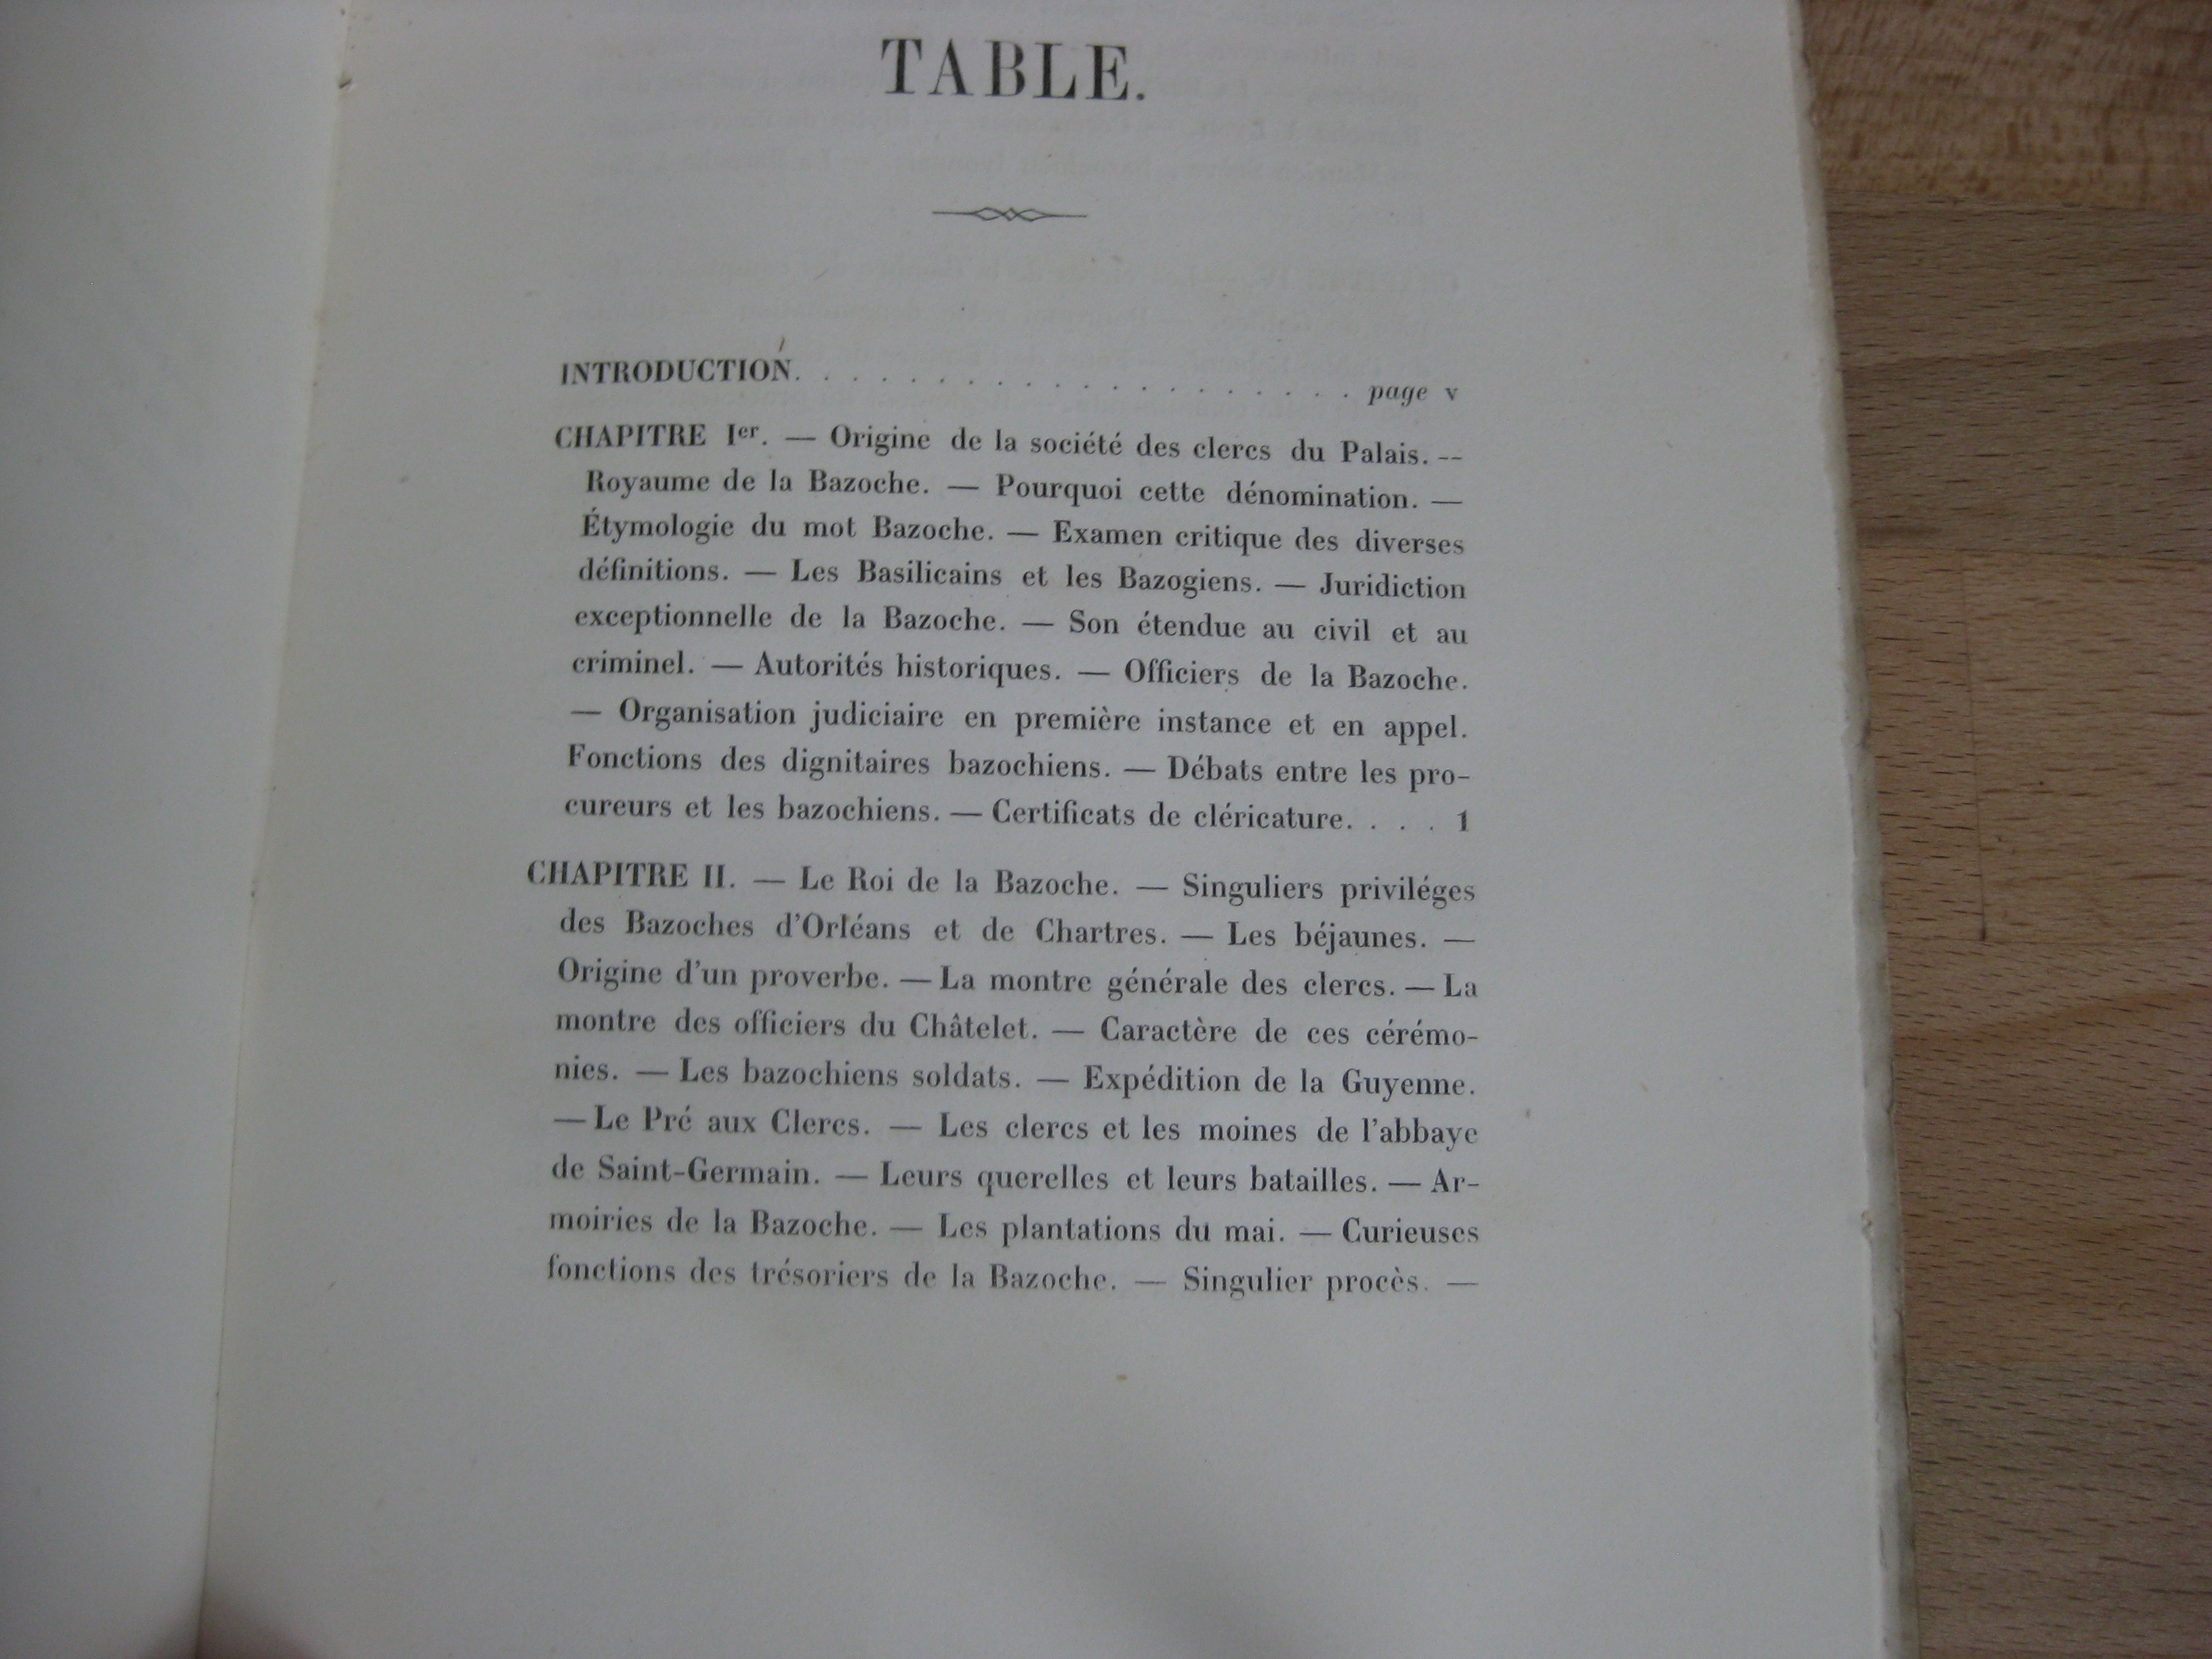 TABLE.
INTRODUCTION. . . . . . . . . . . . . . . . . . . . page v
CHAPITRE Ier. — Origine de la société des clercs du Palais. --
Royaume de la Bazoche. — Pourquoi cette dénomination. —
Étymologie du mot Bazoche. — Examen critique des diverses
définitions. — Les Basilicains et les Bazogiens. — Juridiction
exceptionnelle de la Bazoche. — Son étendue au civil et au
criminel. — Autorités historiques. — Officiers de la Bazoche.
— Organisation judiciaire en première instance et en appel.
Fonctions des dignitaires bazochiens. — Débats entre les pro-
cureurs et les bazochiens. — Certificats de cléricature. . . . 1
CHAPITRE II. — Le Roi de la Bazoche. — Singuliers priviléges
des Bazoches d'Orléans et de Chartres. — Les béjaunes. —
Origine d'un proverbe. — La montre générale des clercs. — La
montre des officiers du Châtelet. — Caractère de ces cérémo-
nies. — Les bazochiens soldats. — Expédition de la Guyenne.
— Le Pré aux Clercs. — Les clercs et les moines de l'abbaye
de Saint-Germain. — Leurs querelles et leurs batailles. — Ar-
moiries de la Bazoche. — Les plantations du mai. — Curieuses
fonctions des trésoriers de la Bazoche. — Singulier procès. —